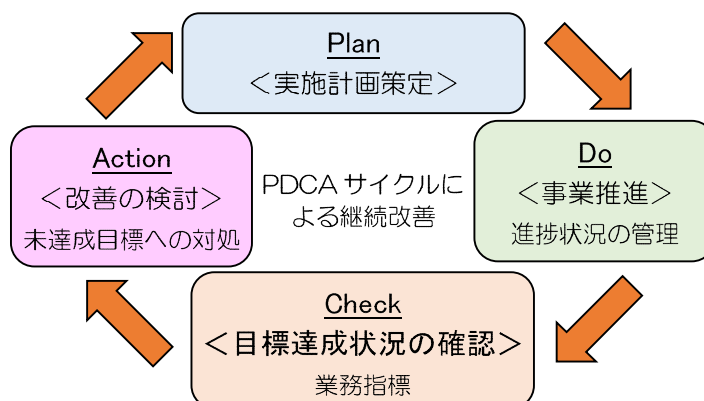 Plan
＜実施計画策定＞
Do
＜事業推進＞
進捗状況の管理
Check
＜目標達成状況の確認＞
業務指標
Action
＜改善の検討＞
未達成目標への対処
PDCA サイクルに
よる継続改善